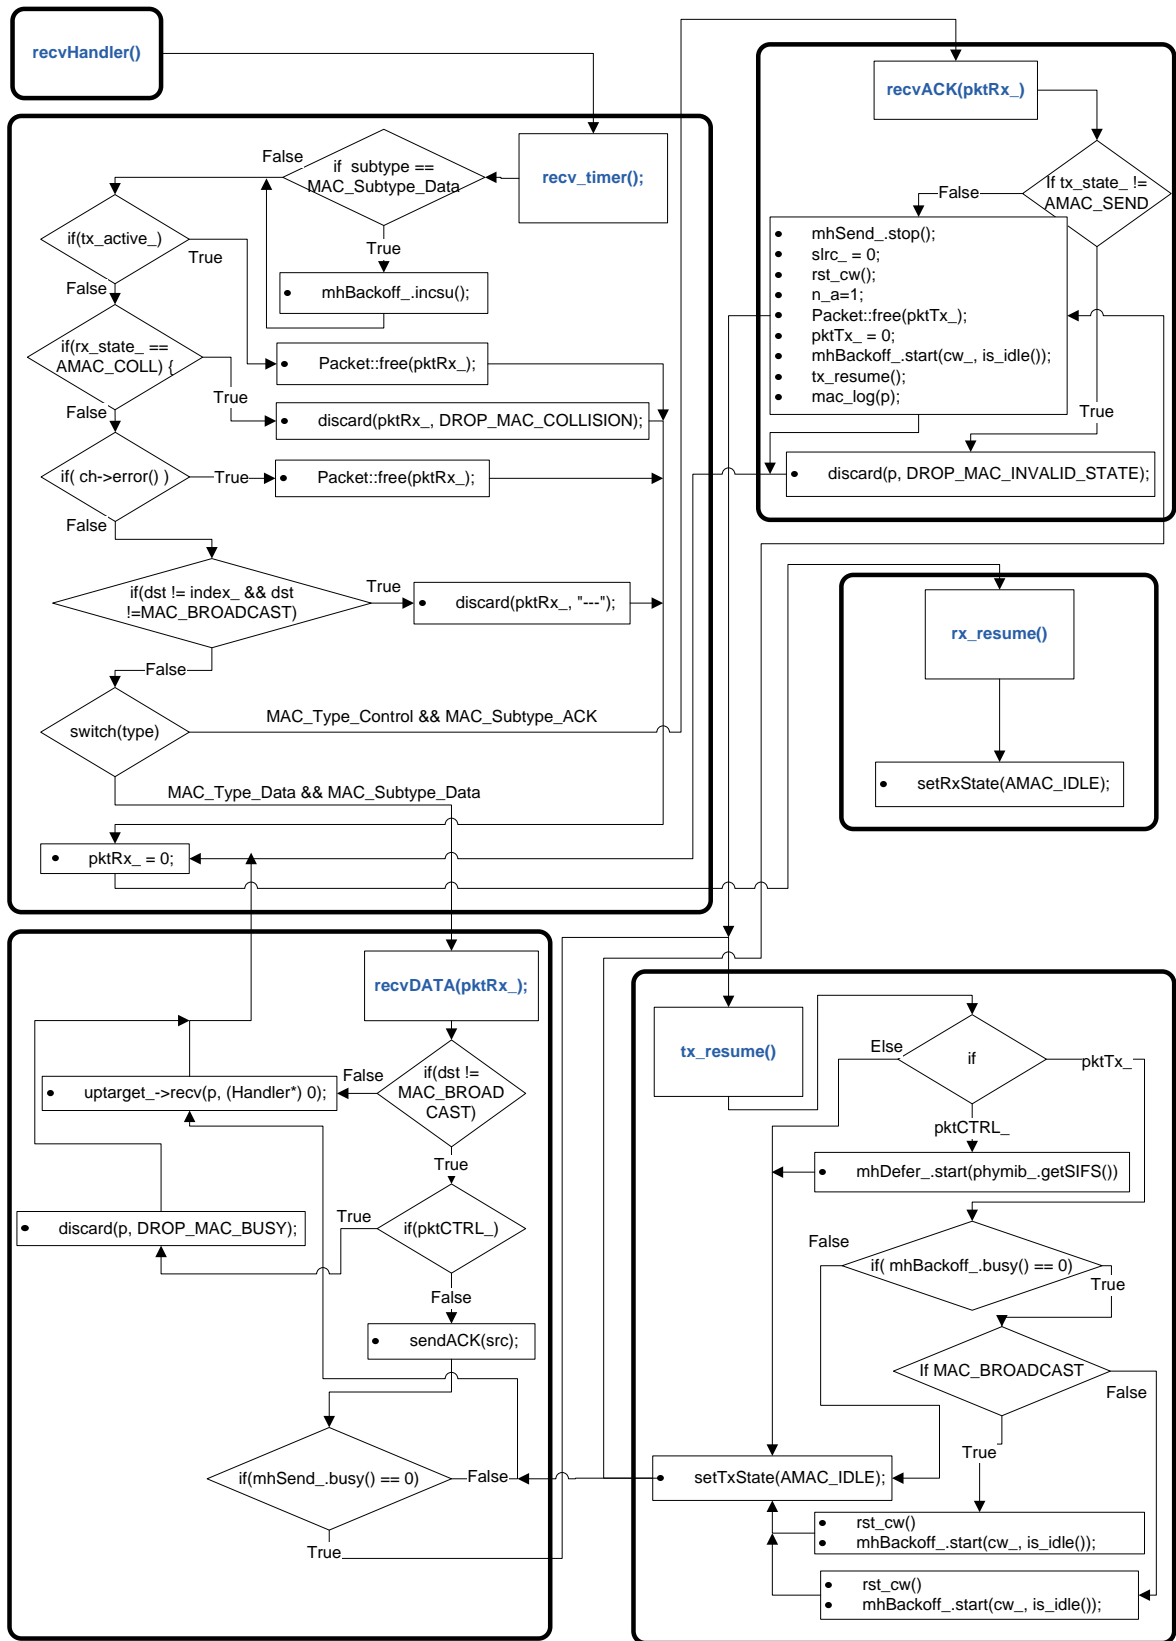 recvHandler()
recvACK(pktRx_)
False
if subtype ==
MAC_Subtype_Data
recv_timer();
If tx_state_ !=
AMAC_SEND
False
if(tx_active_)
True
True
mhBackoff_.incsu();
False
mhSend_.stop();
slrc_ = 0;
rst_cw();
n_a=1;
Packet::free(pktTx_);
pktTx_ = 0;
mhBackoff_.start(cw_, is_idle());
tx_resume();
mac_log(p);
if(rx_state_ ==
AMAC_COLL) {
Packet::free(pktRx_);
True
False
discard(pktRx_, DROP_MAC_COLLISION);
True
if( ch->error() )
True
Packet::free(pktRx_);
discard(p, DROP_MAC_INVALID_STATE);
False
if(dst != index_ && dst
!=MAC_BROADCAST)
True
discard(pktRx_, "---");
rx_resume()
False
switch(type)
MAC_Type_Control && MAC_Subtype_ACK
setRxState(AMAC_IDLE);
MAC_Type_Data && MAC_Subtype_Data
pktRx_ = 0;
recvDATA(pktRx_);
tx_resume()
Else
if
pktTx_
if(dst !=
MAC_BROAD
CAST)
False
uptarget_->recv(p, (Handler*) 0);
pktCTRL_
True
mhDefer_.start(phymib_.getSIFS())
discard(p, DROP_MAC_BUSY);
True
if(pktCTRL_)
False
if( mhBackoff_.busy() == 0)
True
False
sendACK(src);
If MAC_BROADCAST
False
True
if(mhSend_.busy() == 0)
False
setTxState(AMAC_IDLE);
True
rst_cw()
mhBackoff_.start(cw_, is_idle());
rst_cw()
mhBackoff_.start(cw_, is_idle());